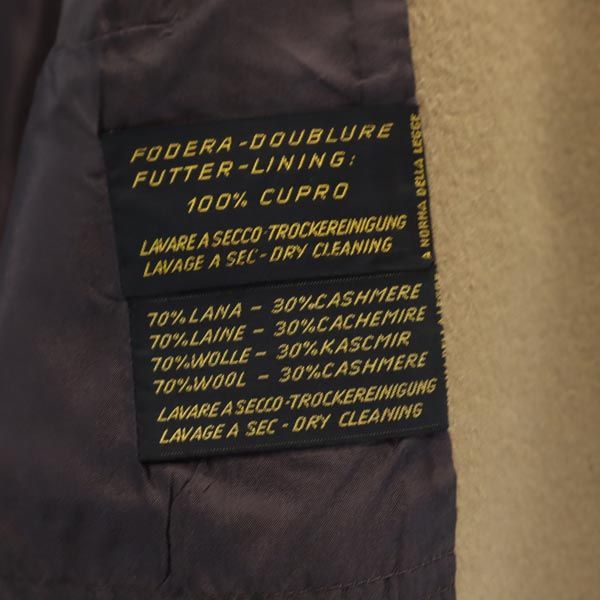 FODERA-DOUBLURE
FUTTER-LINING:
100% CUPRO
LAVARE A SECCO-TROCKEREINIGUNG
LAVAGE A SEC-DRY CLEANING
A NORMA DELLA LEGGE
70% LANA - 30% CASHMERE
70% LAINE - 30% CACHEMIRE
70% WOLLE - 30% KASCMIR
70% WOOL - 30% CASHMERE
LAVARE A SECCO-TROCKEREINIGUNG
LAVAGE A SEC - DRY CLEANING